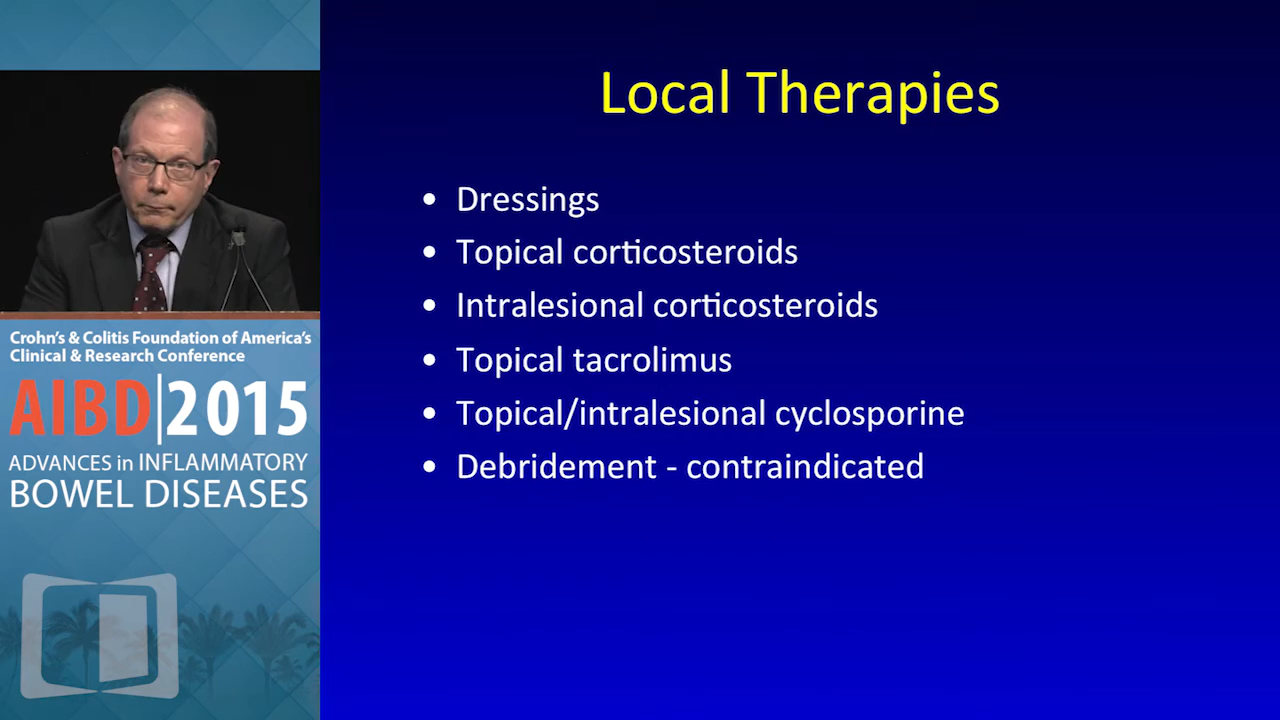 Local Therapies
• Dressings
• Topical corticosteroids
• Intralesional corticosteroids
• Topical tacrolimus
• Topical/intralesional cyclosporine
• Debridement - contraindicated
Crohn's & Colitis Foundation of America's
Clinical & Research Conference
AIBD|2015
ADVANCES in INFLAMMATORY
BOWEL DISEASES